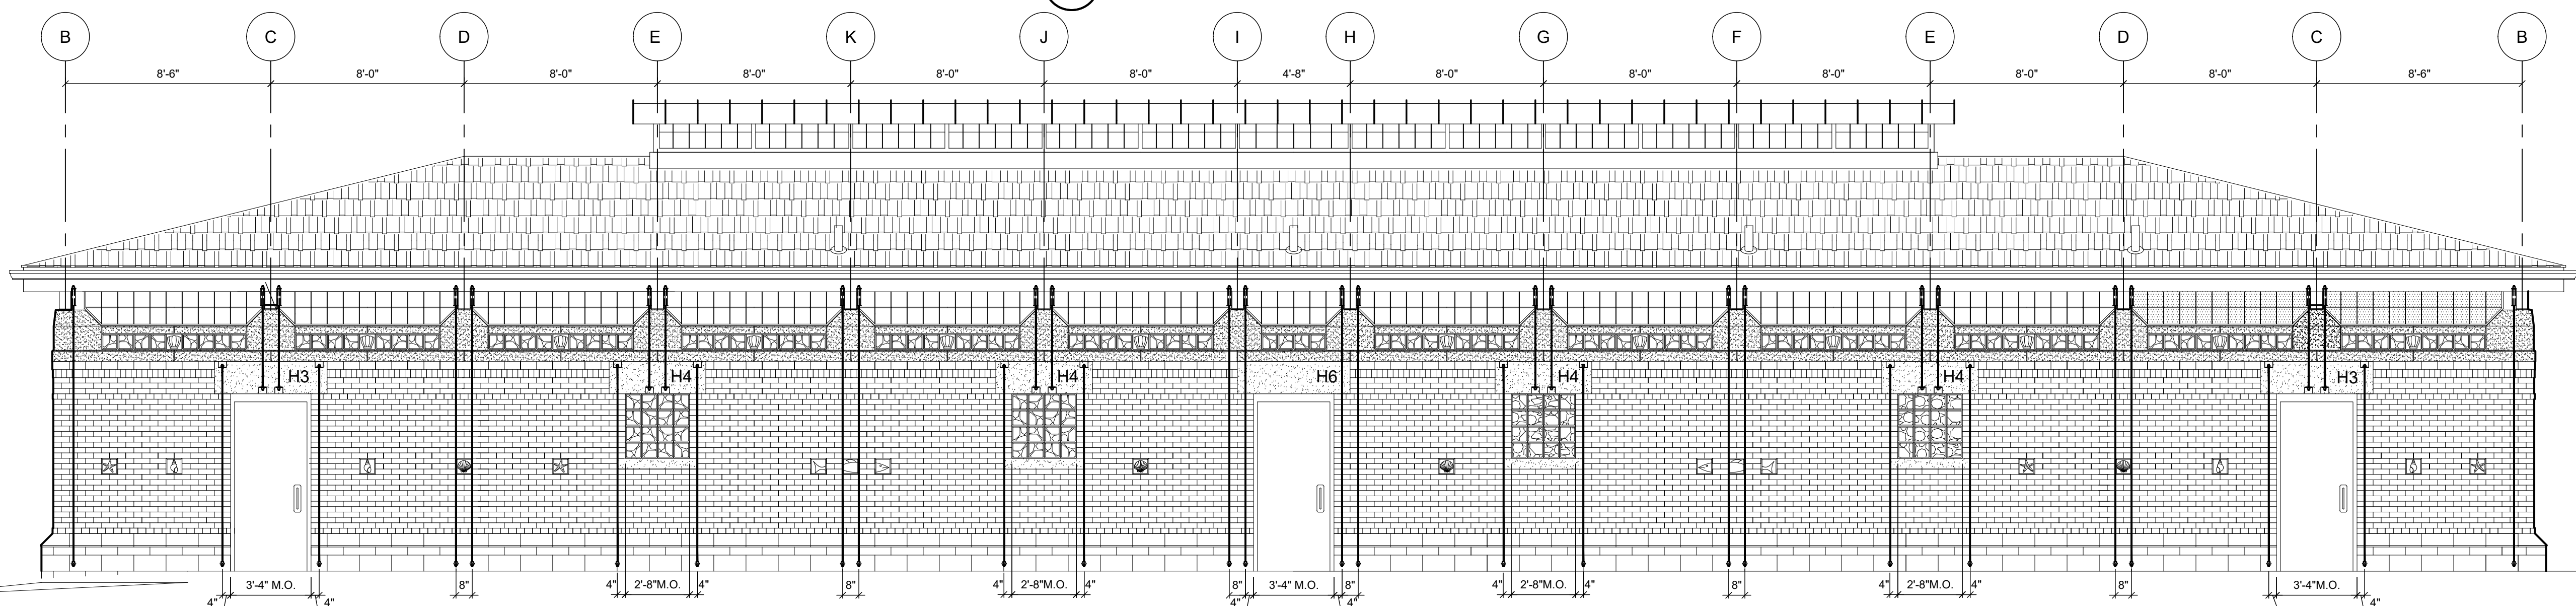 B C D E K J I H G F E D C B
8'-6" 8'-0" 8'-0" 8'-0" 8'-0" 8'-0" 4'-8" 8'-0" 8'-0" 8'-0" 8'-0" 8'-0" 8'-6"
H3 H4 H4 H6 H4 H4 H3
3'-4" M.O. 8" 4" 2'-8"M.O. 4" 8" 4" 2'-8"M.O. 4" 8" 3'-4" M.O. 8" 4" 2'-8"M.O. 4" 8" 4" 2'-8"M.O. 4" 8" 3'-4"M.O.
4" 4" 4" 4" 4"